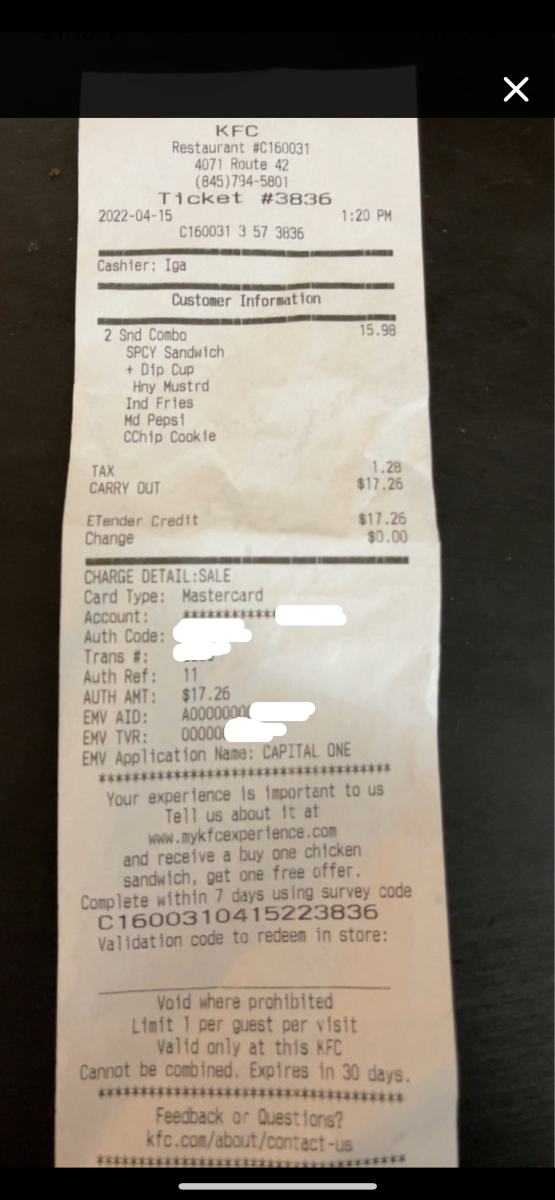 KFC
Restaurant #C160031
4071 Route 42
(845)794-5801
Ticket #3836
2022-04-15 1:20 PM
C160031 3 57 3836
Cashier: Iga
Customer Information
2 Snd Combo 15.98
SPCY Sandwich
+ Dip Cup
Hny Mustrd
Ind Fries
Md Pepsi
CChip Cookie
TAX 1.28
CARRY OUT $17.26
ETender Credit $17.26
Change $0.00
CHARGE DETAIL:SALE
Card Type: Mastercard
Account: ************
Auth Code:
Trans #:
Auth Ref: 11
AUTH AMT: $17.26
EMV AID: A0000000
EMV TVR: 00000
EMV Application Name: CAPITAL ONE
****************************************
Your experience is important to us
Tell us about it at
www.mykfcexperience.com
and receive a buy one chicken
sandwich, get one free offer.
Complete within 7 days using survey code
C1600310415223836
Validation code to redeem in store:
Void where prohibited
Limit 1 per guest per visit
Valid only at this KFC
Cannot be combined. Expires in 30 days.
****************************************
Feedback or Questions?
kfc.com/about/contact-us
****************************************